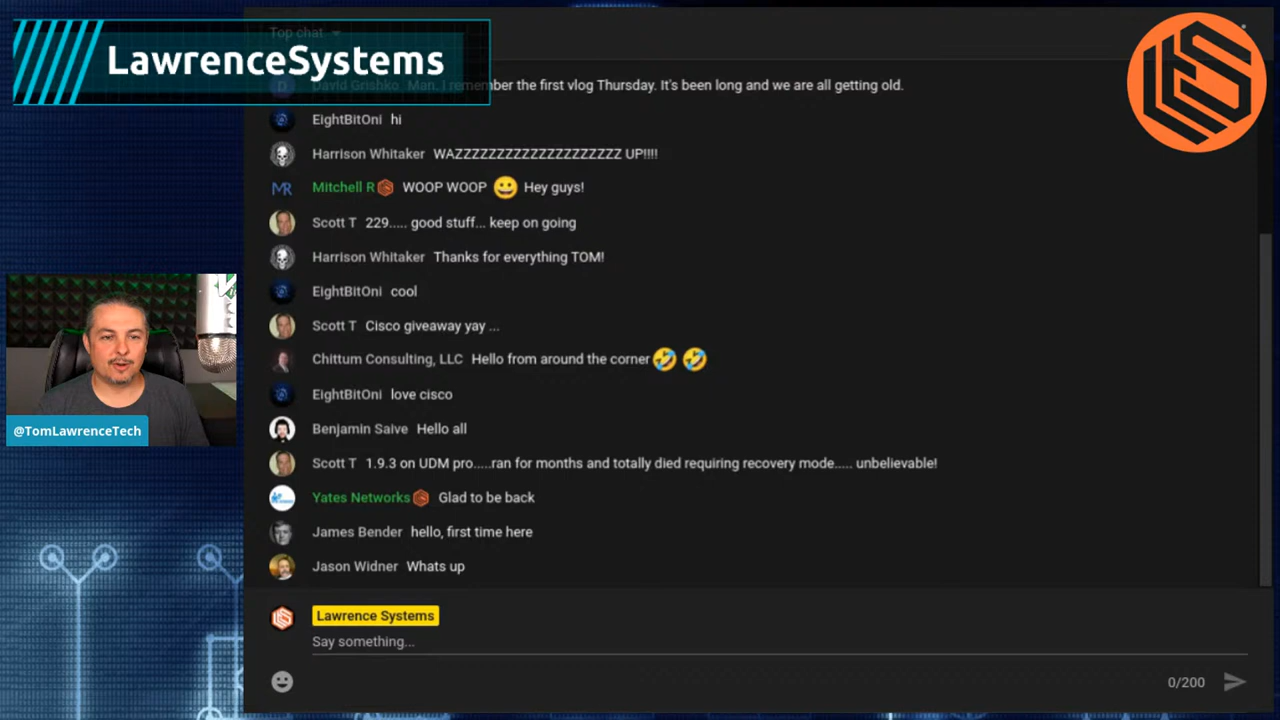 LawrenceSystems
Top chat
David Grishko Man. I remember the first vlog Thursday. It's been long and we are all getting old.
EightBitOni hi
Harrison Whitaker WAZZZZZZZZZZZZZZZZZZZZ UP!!!!
MR Mitchell R WOOP WOOP 😀 Hey guys!
Scott T 229..... good stuff... keep on going
Harrison Whitaker Thanks for everything TOM!
EightBitOni cool
Scott T Cisco giveaway yay ...
Chittum Consulting, LLC Hello from around the corner 🤣 🤣
EightBitOni love cisco
Benjamin Saive Hello all
Scott T 1.9.3 on UDM pro.....ran for months and totally died requiring recovery mode..... unbelievable!
Yates Networks Glad to be back
James Bender hello, first time here
Jason Widner Whats up
Lawrence Systems
Say something...
0/200
@TomLawrenceTech